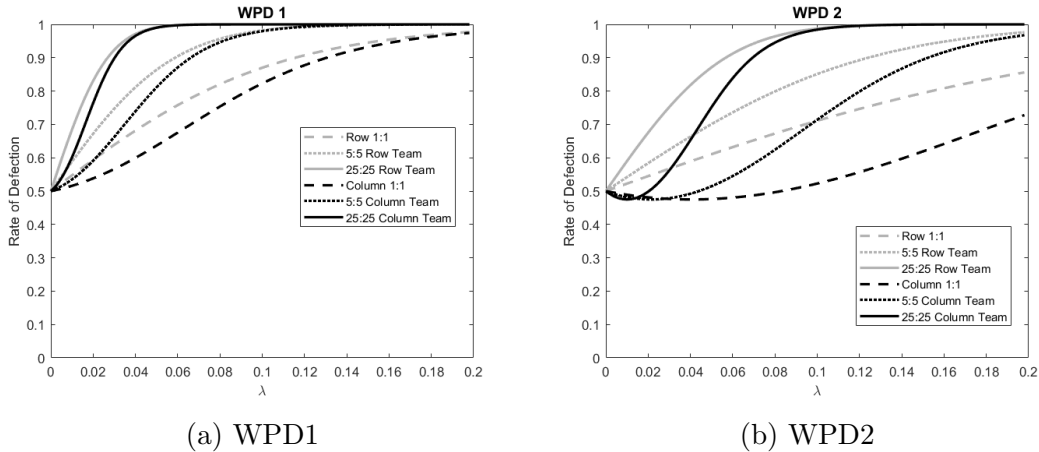 WPD1
1
0.9
0.8
0.7
0.6
0.5
0.4
0.3
0.2
0.1
0
Rate of Defection
Row 1:1
5:5 Row Team
25:25 Row Team
Column 1:1
5:5 Column Team
25:25 Column Team
0 0.02 0.04 0.06 0.08 0.1 0.12 0.14 0.16 0.18 0.2
λ
(a) WPD1
WPD 2
1
0.9
0.8
0.7
0.6
0.5
0.4
0.3
0.2
0.1
0
Rate of Defection
Row 1:1
5:5 Row Team
25:25 Row Team
Column 1:1
5:5 Column Team
25:25 Column Team
0 0.02 0.04 0.06 0.08 0.1 0.12 0.14 0.16 0.18 0.2
λ
(b) WPD2